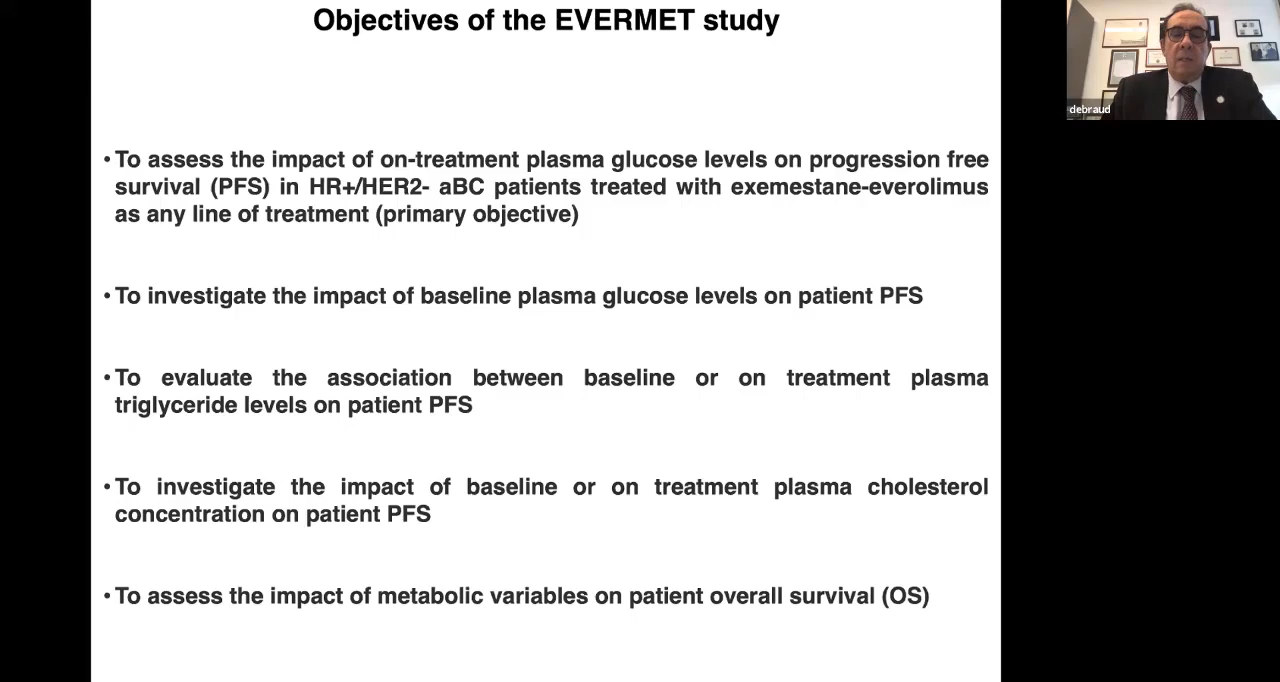 Objectives of the EVERMET study
debraud
• To assess the impact of on-treatment plasma glucose levels on progression free
survival (PFS) in HR+/HER2- aBC patients treated with exemestane-everolimus
as any line of treatment (primary objective)
• To investigate the impact of baseline plasma glucose levels on patient PFS
• To evaluate the association between baseline or on treatment plasma
triglyceride levels on patient PFS
• To investigate the impact of baseline or on treatment plasma cholesterol
concentration on patient PFS
• To assess the impact of metabolic variables on patient overall survival (OS)